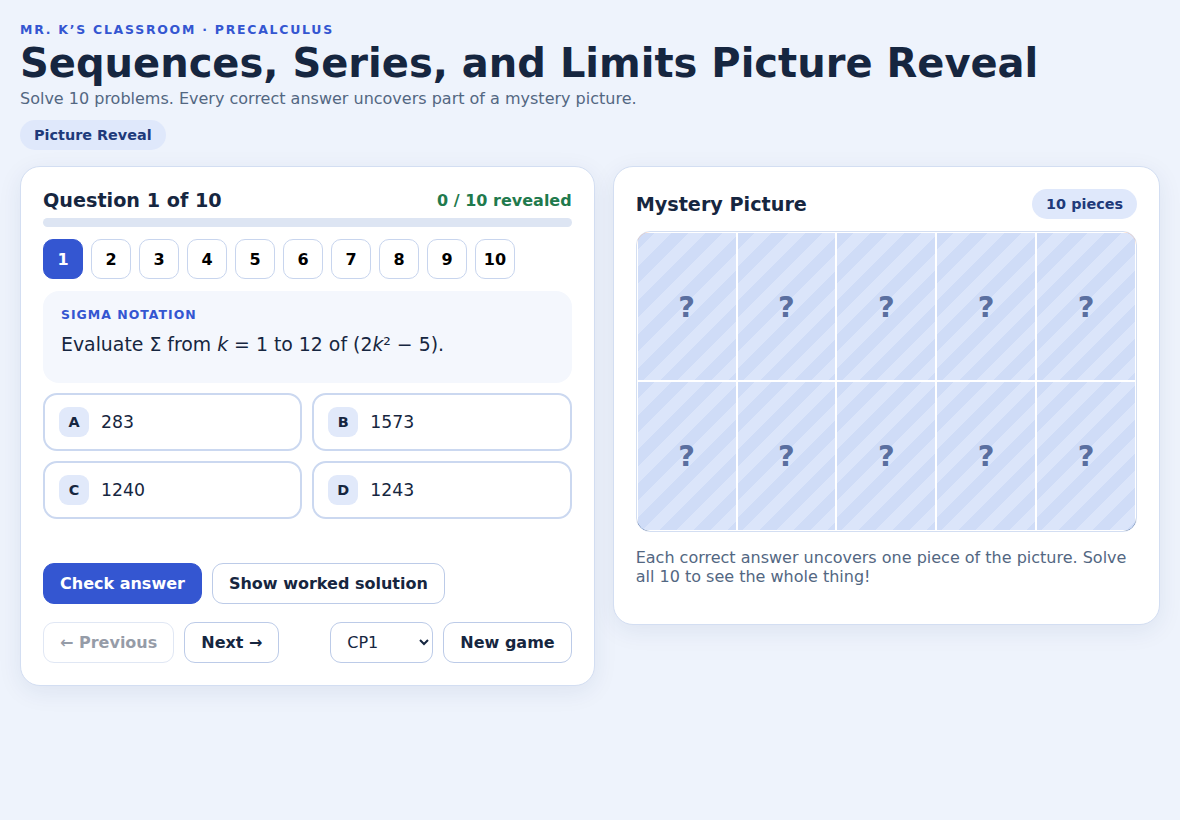 MR. K’S CLASSROOM · PRECALCULUS
Sequences, Series, and Limits Picture Reveal
Solve 10 problems. Every correct answer uncovers part of a mystery picture.
Picture Reveal
Question 1 of 10
0 / 10 revealed
1 2 3 4 5 6 7 8 9 10
SIGMA NOTATION
Evaluate Σ from k = 1 to 12 of (2k² − 5).
A 283
B 1573
C 1240
D 1243
Check answer
Show worked solution
← Previous
Next →
CP1
New game
Mystery Picture
10 pieces
? ? ? ? ?
? ? ? ? ?
Each correct answer uncovers one piece of the picture. Solve
all 10 to see the whole thing!